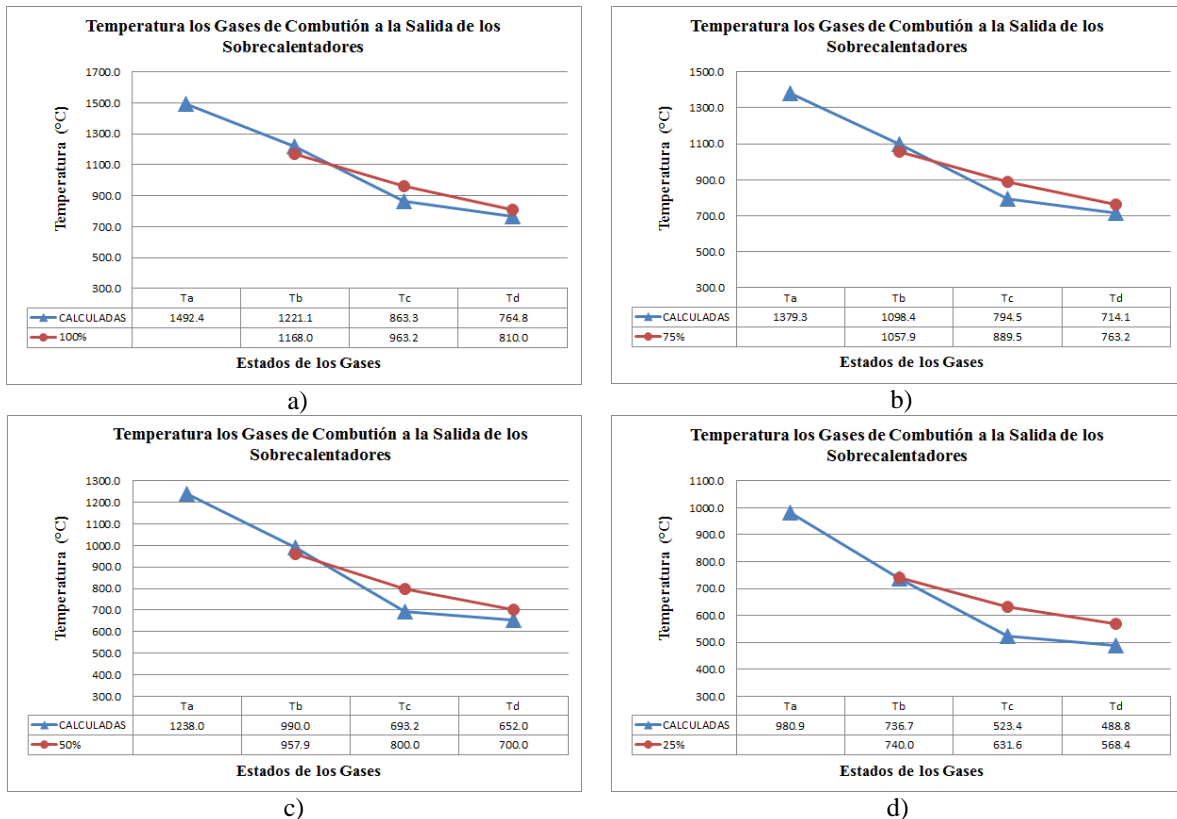 Temperatura los Gases de Combutión a la Salida de los
Sobrecalentadores
Temperatura (°C)
1700.0
1500.0
1300.0
1100.0
900.0
700.0
500.0
300.0
Ta Tb Tc Td
CALCULADAS 1492.4 1221.1 863.3 764.8
100% 1168.0 963.2 810.0
Estados de los Gases
a)
Temperatura los Gases de Combutión a la Salida de los
Sobrecalentadores
Temperatura (°C)
1500.0
1300.0
1100.0
900.0
700.0
500.0
300.0
Ta Tb Tc Td
CALCULADAS 1379.3 1098.4 794.5 714.1
75% 1057.9 889.5 763.2
Estados de los Gases
b)
Temperatura los Gases de Combutión a la Salida de los
Sobrecalentadores
Temperatura (°C)
1300.0
1200.0
1100.0
1000.0
900.0
800.0
700.0
600.0
500.0
400.0
300.0
Ta Tb Tc Td
CALCULADAS 1238.0 990.0 693.2 652.0
50% 957.9 800.0 700.0
Estados de los Gases
c)
Temperatura los Gases de Combutión a la Salida de los
Sobrecalentadores
Temperatura (°C)
1100.0
1000.0
900.0
800.0
700.0
600.0
500.0
400.0
300.0
Ta Tb Tc Td
CALCULADAS 980.9 736.7 523.4 488.8
25% 740.0 631.6 568.4
Estados de los Gases
d)